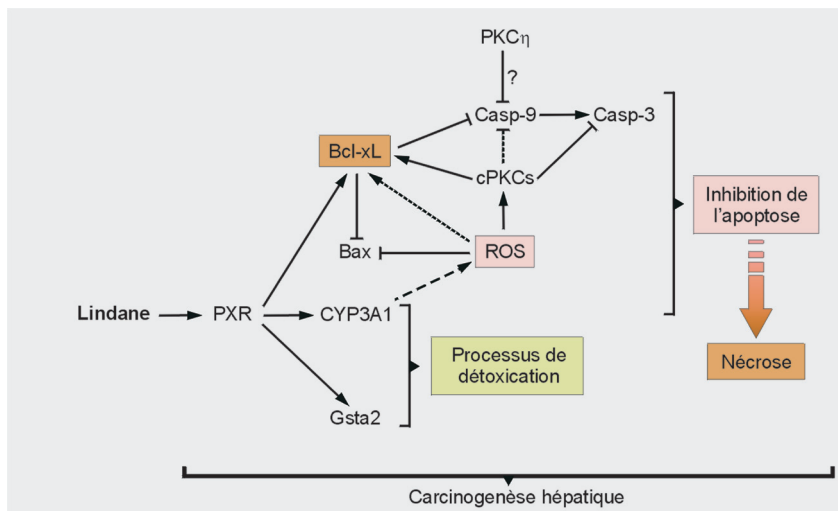 PKCη
?
Casp-9
Casp-3
Bcl-xL
cPKCs
Inhibition de
l'apoptose
Bax
ROS
Lindane
PXR
CYP3A1
Processus de
détoxication
Nécrose
Gsta2
Carcinogenèse hépatique